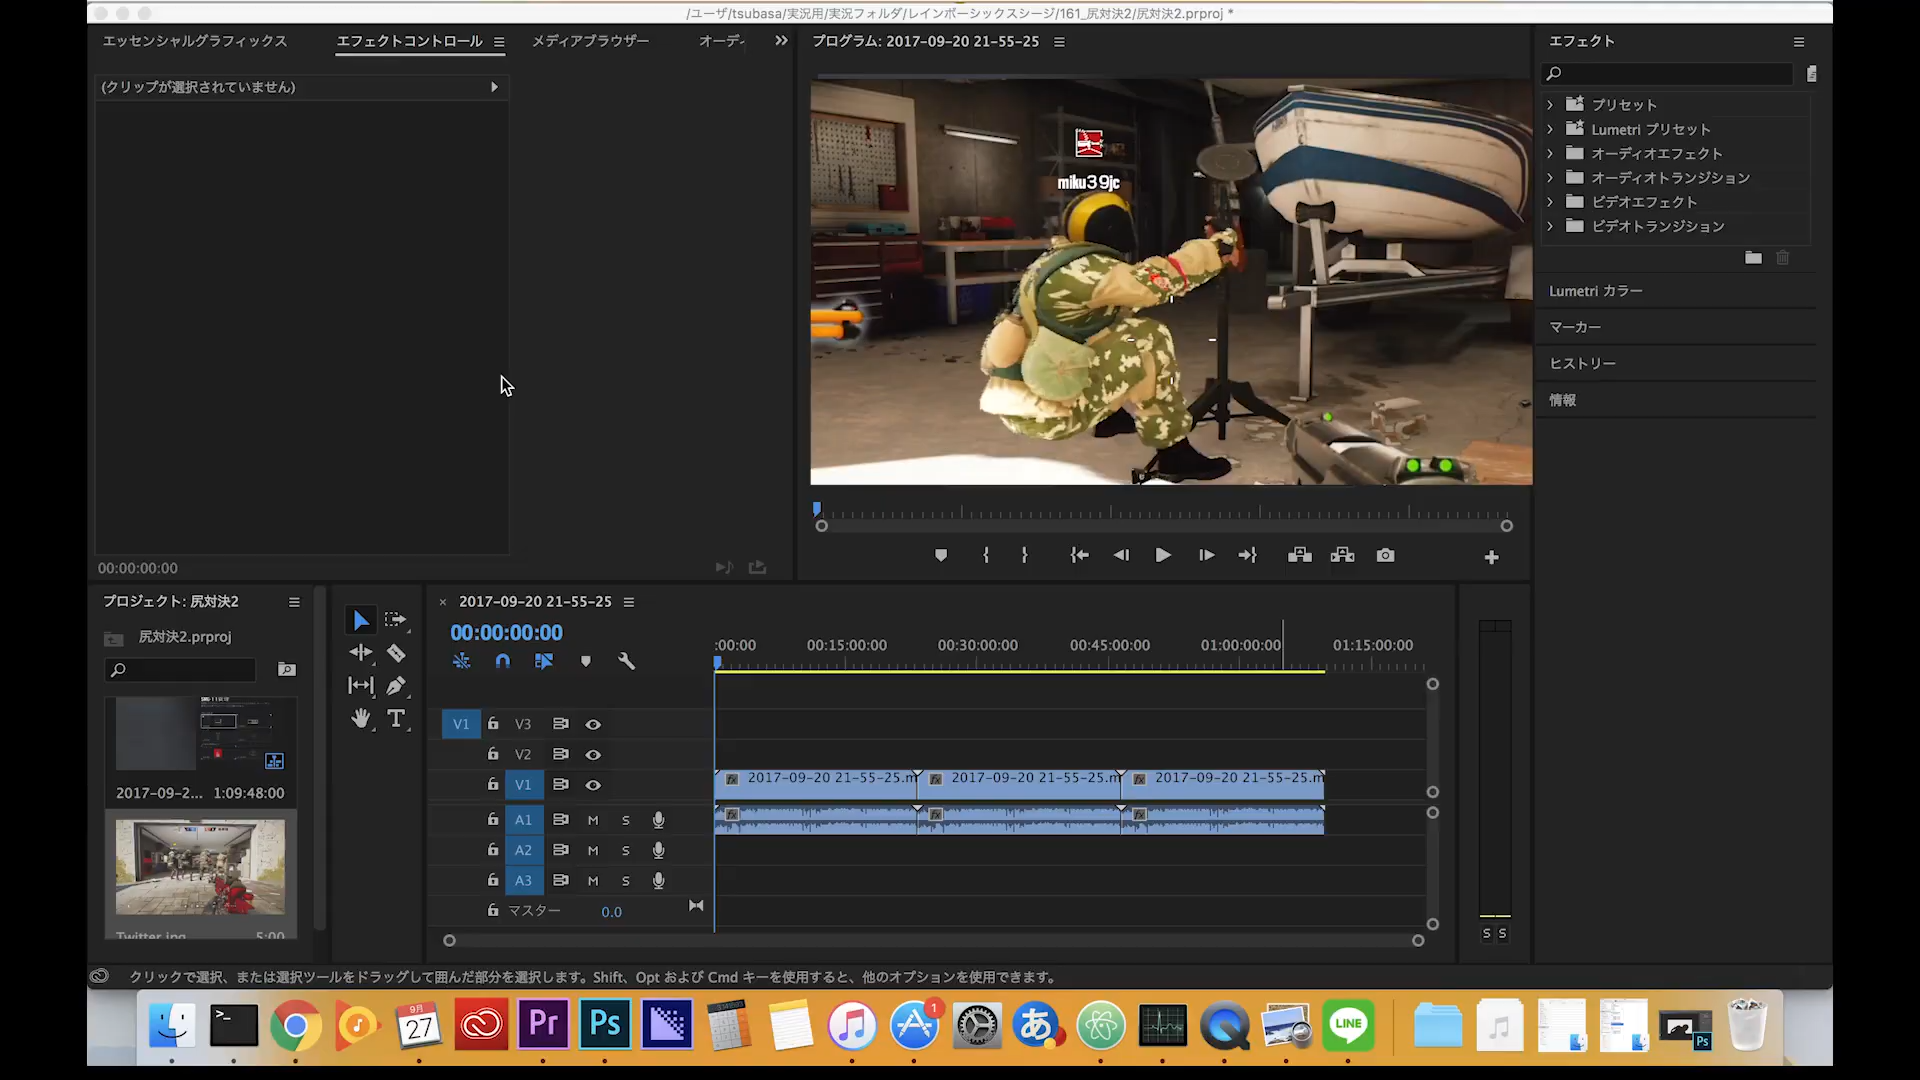 /ユーザ/tsubasa/実況用/実況フォルダ/レインボーシックスシージ/161_尻対決2/尻対決2.prproj *
エッセンシャルグラフィックス
エフェクトコントロール
メディアブラウザー
オーディ
(クリップが選択されていません)
00:00:00:00
プログラム: 2017-09-20 21-55-25
miku39jc
エフェクト
プリセット
Lumetri プリセット
オーディオエフェクト
オーディオトランジション
ビデオエフェクト
ビデオトランジション
Lumetri カラー
マーカー
ヒストリー
情報
プロジェクト: 尻対決2
尻対決2.prproj
2017-09-2... 1:09:48:00
Twitter.jpg 5:00
T
× 2017-09-20 21-55-25
00:00:00:00
:00:00 00:15:00:00 00:30:00:00 00:45:00:00 01:00:00:00 01:15:00:00
V1 V3
V2
V1 fx 2017-09-20 21-55-25.m fx 2017-09-20 21-55-25.m fx 2017-09-20 21-55-25.m
A1 M S fx fx fx
A2 M S
A3 M S
マスター 0.0
S S
クリックで選択、または選択ツールをドラッグして囲んだ部分を選択します。Shift、Opt および Cmd キーを使用すると、他のオプションを使用できます。
>_
9月
27
Pr
Ps
1
あ
LINE
Ps